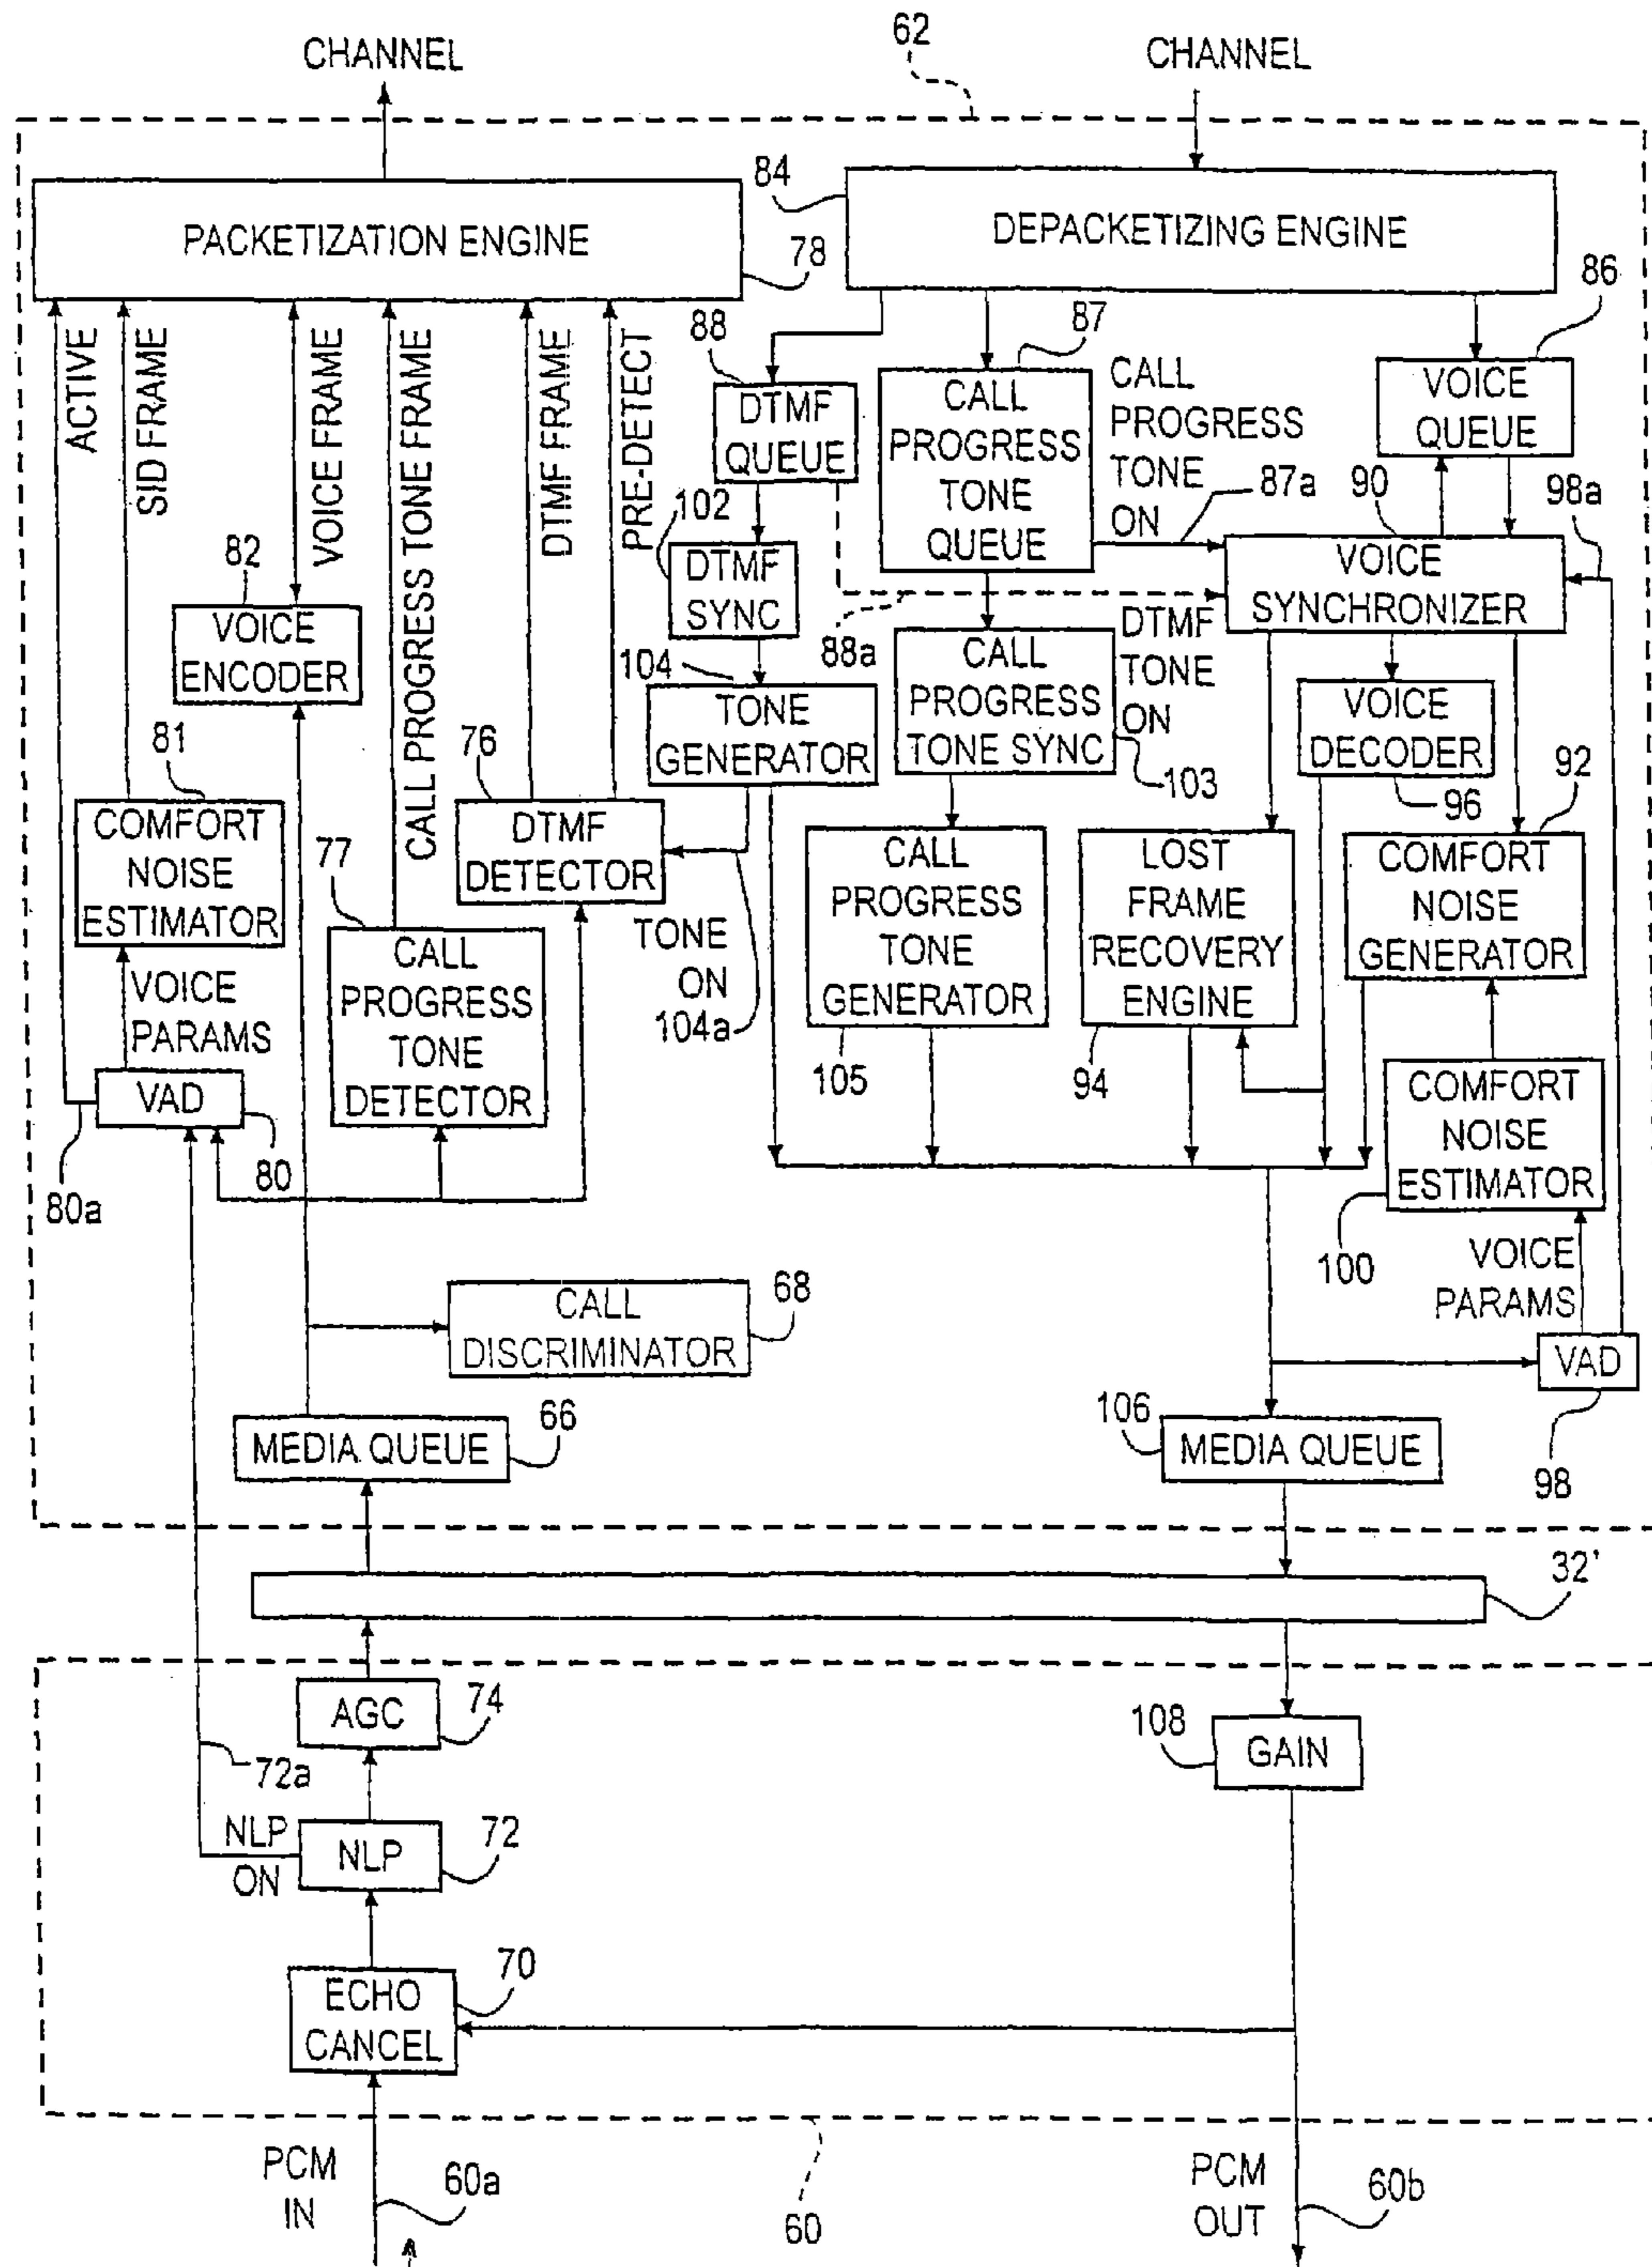 62
CHANNEL
CHANNEL
84
PACKETIZATION ENGINE
78
DEPACKETIZING ENGINE
86
ACTIVE
SID FRAME
VOICE FRAME
CALL PROGRESS TONE FRAME
DTMF FRAME
PRE-DETECT
88
DTMF
QUEUE
87
CALL
PROGRESS
TONE
QUEUE
CALL
PROGRESS
TONE
ON
87a
VOICE
QUEUE
90
98a
102
DTMF
SYNC
VOICE
SYNCHRONIZER
82
VOICE
ENCODER
88a
DTMF
TONE
ON
104
TONE
GENERATOR
CALL
PROGRESS
TONE SYNC
103
VOICE
DECODER
96
92
81
COMFORT
NOISE
ESTIMATOR
76
DTMF
DETECTOR
77
CALL
PROGRESS
TONE
DETECTOR
TONE
ON
104a
CALL
PROGRESS
TONE
GENERATOR
105
LOST
FRAME
RECOVERY
ENGINE
94
COMFORT
NOISE
GENERATOR
VOICE
PARAMS
VAD
80
80a
COMFORT
NOISE
ESTIMATOR
100
VOICE
PARAMS
CALL
DISCRIMINATOR
68
VAD
98
MEDIA QUEUE
66
106
MEDIA QUEUE
32'
AGC
74
108
GAIN
72a
NLP
ON
NLP
72
ECHO
CANCEL
70
PCM
IN
60a
60
PCM
OUT
60b